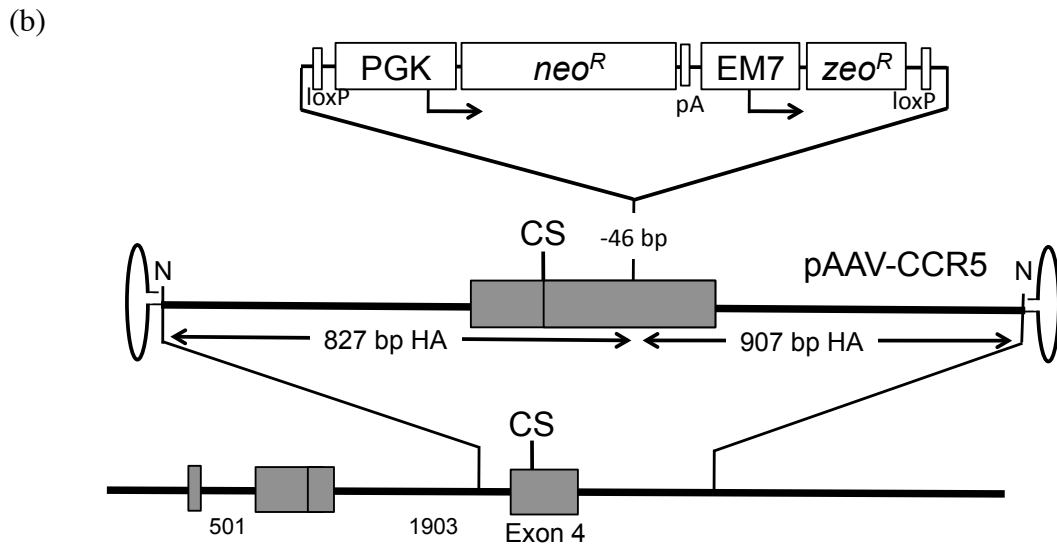 (b)
PGK neo^R EM7 zeo^R
loxP pA loxP
CS -46 bp pAAV-CCR5
N N
827 bp HA 907 bp HA
CS
501 1903 Exon 4